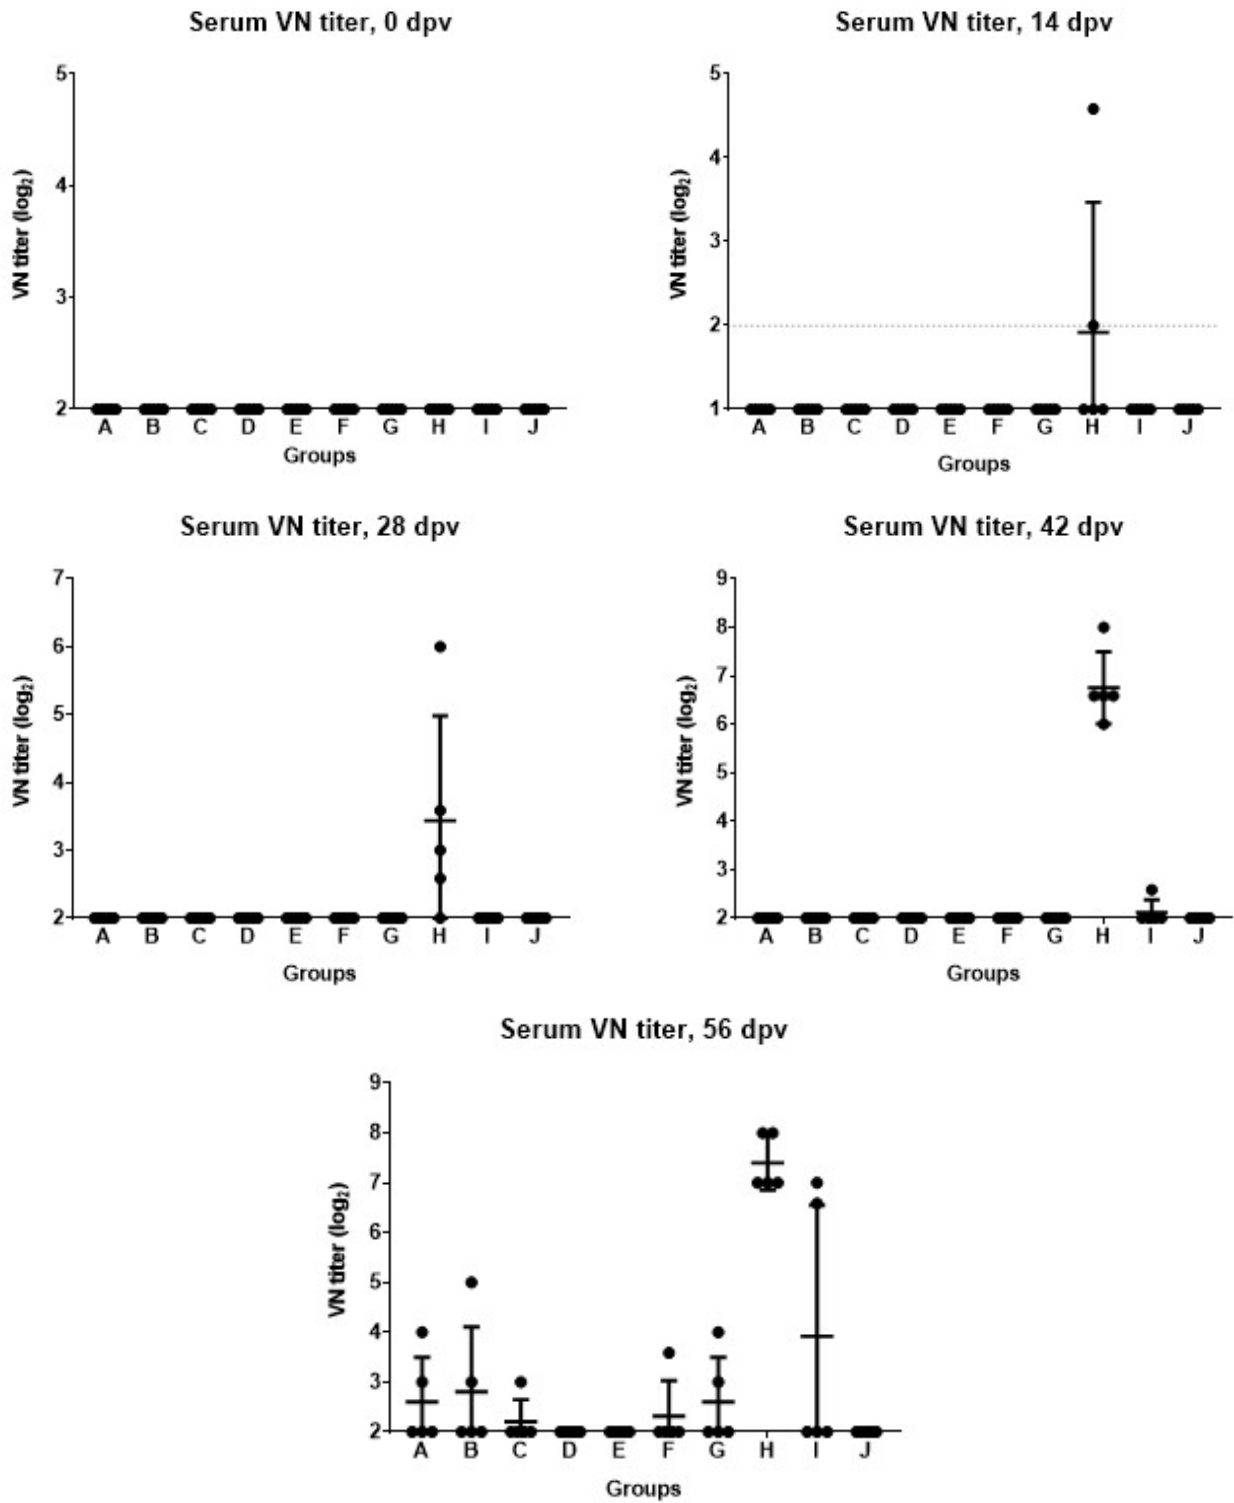 Serum VN titer, 0 dpv
VN titer (log₂)
5
4
3
2
A B C D E F G H I J
Groups
Serum VN titer, 14 dpv
VN titer (log₂)
5
4
3
2
1
A B C D E F G H I J
Groups
Serum VN titer, 28 dpv
VN titer (log₂)
7
6
5
4
3
2
A B C D E F G H I J
Groups
Serum VN titer, 42 dpv
VN titer (log₂)
9
8
7
6
5
4
3
2
A B C D E F G H I J
Groups
Serum VN titer, 56 dpv
VN titer (log₂)
9
8
7
6
5
4
3
2
A B C D E F G H I J
Groups